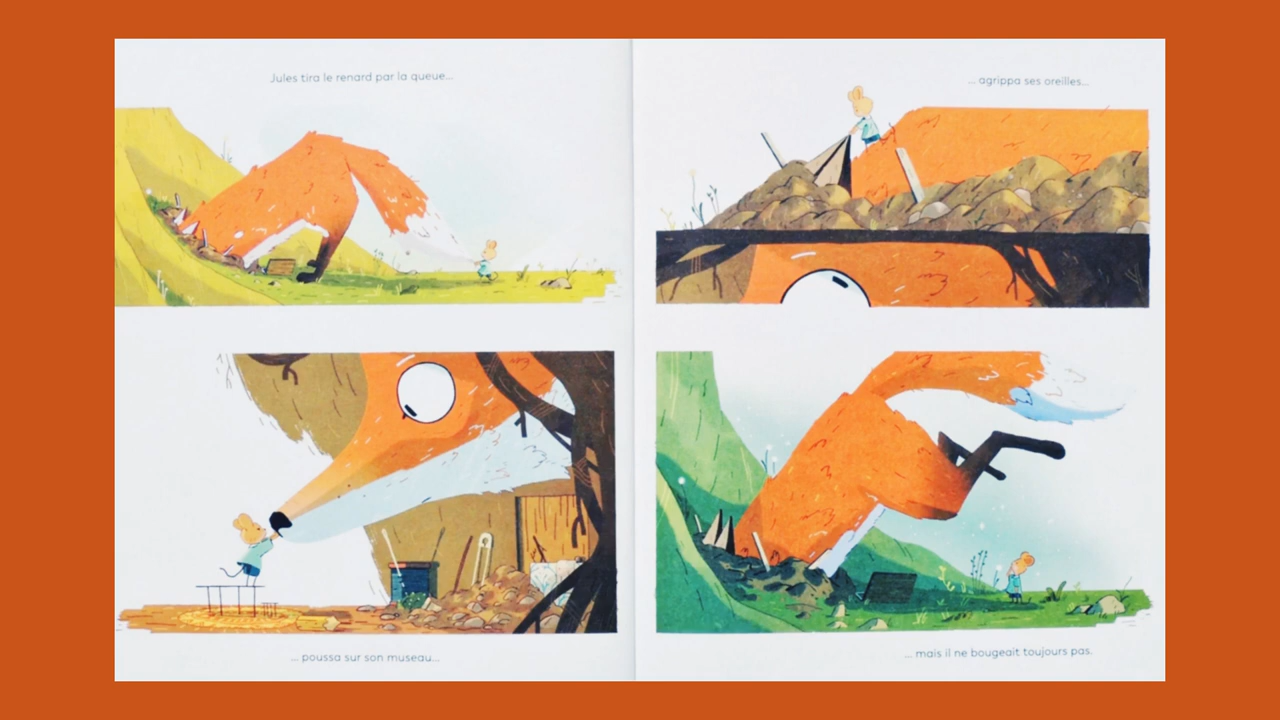 Jules tira le renard par la queue...
... agrippa ses oreilles...
... poussa sur son museau...
... mais il ne bougeait toujours pas.